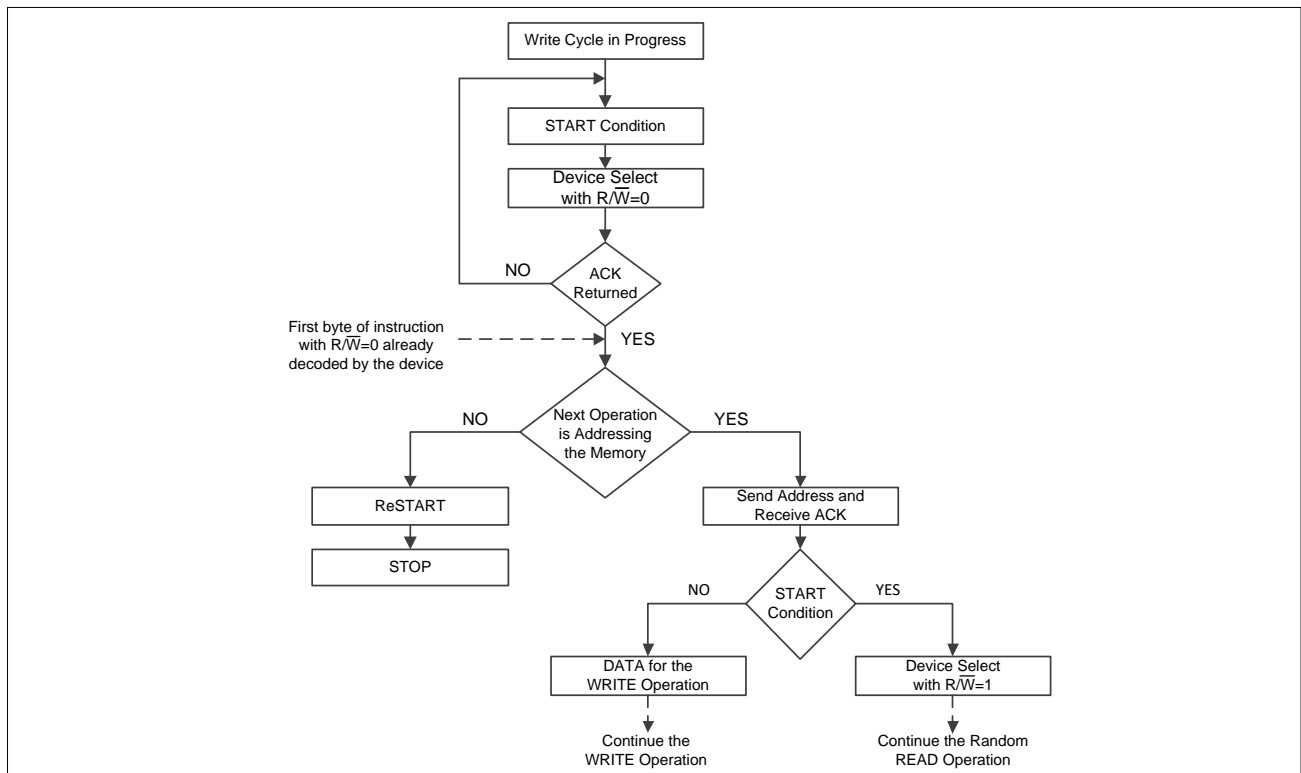 Write Cycle in Progress
START Condition
Device Select
with R/W̅=0
NO
ACK
Returned
First byte of instruction
with R/W̅=0 already
decoded by the device
YES
NO
Next Operation
is Addressing
the Memory
YES
ReSTART
Send Address and
Receive ACK
STOP
NO
START
Condition
YES
DATA for the
WRITE Operation
Device Select
with R/W̅=1
Continue the
WRITE Operation
Continue the Random
READ Operation